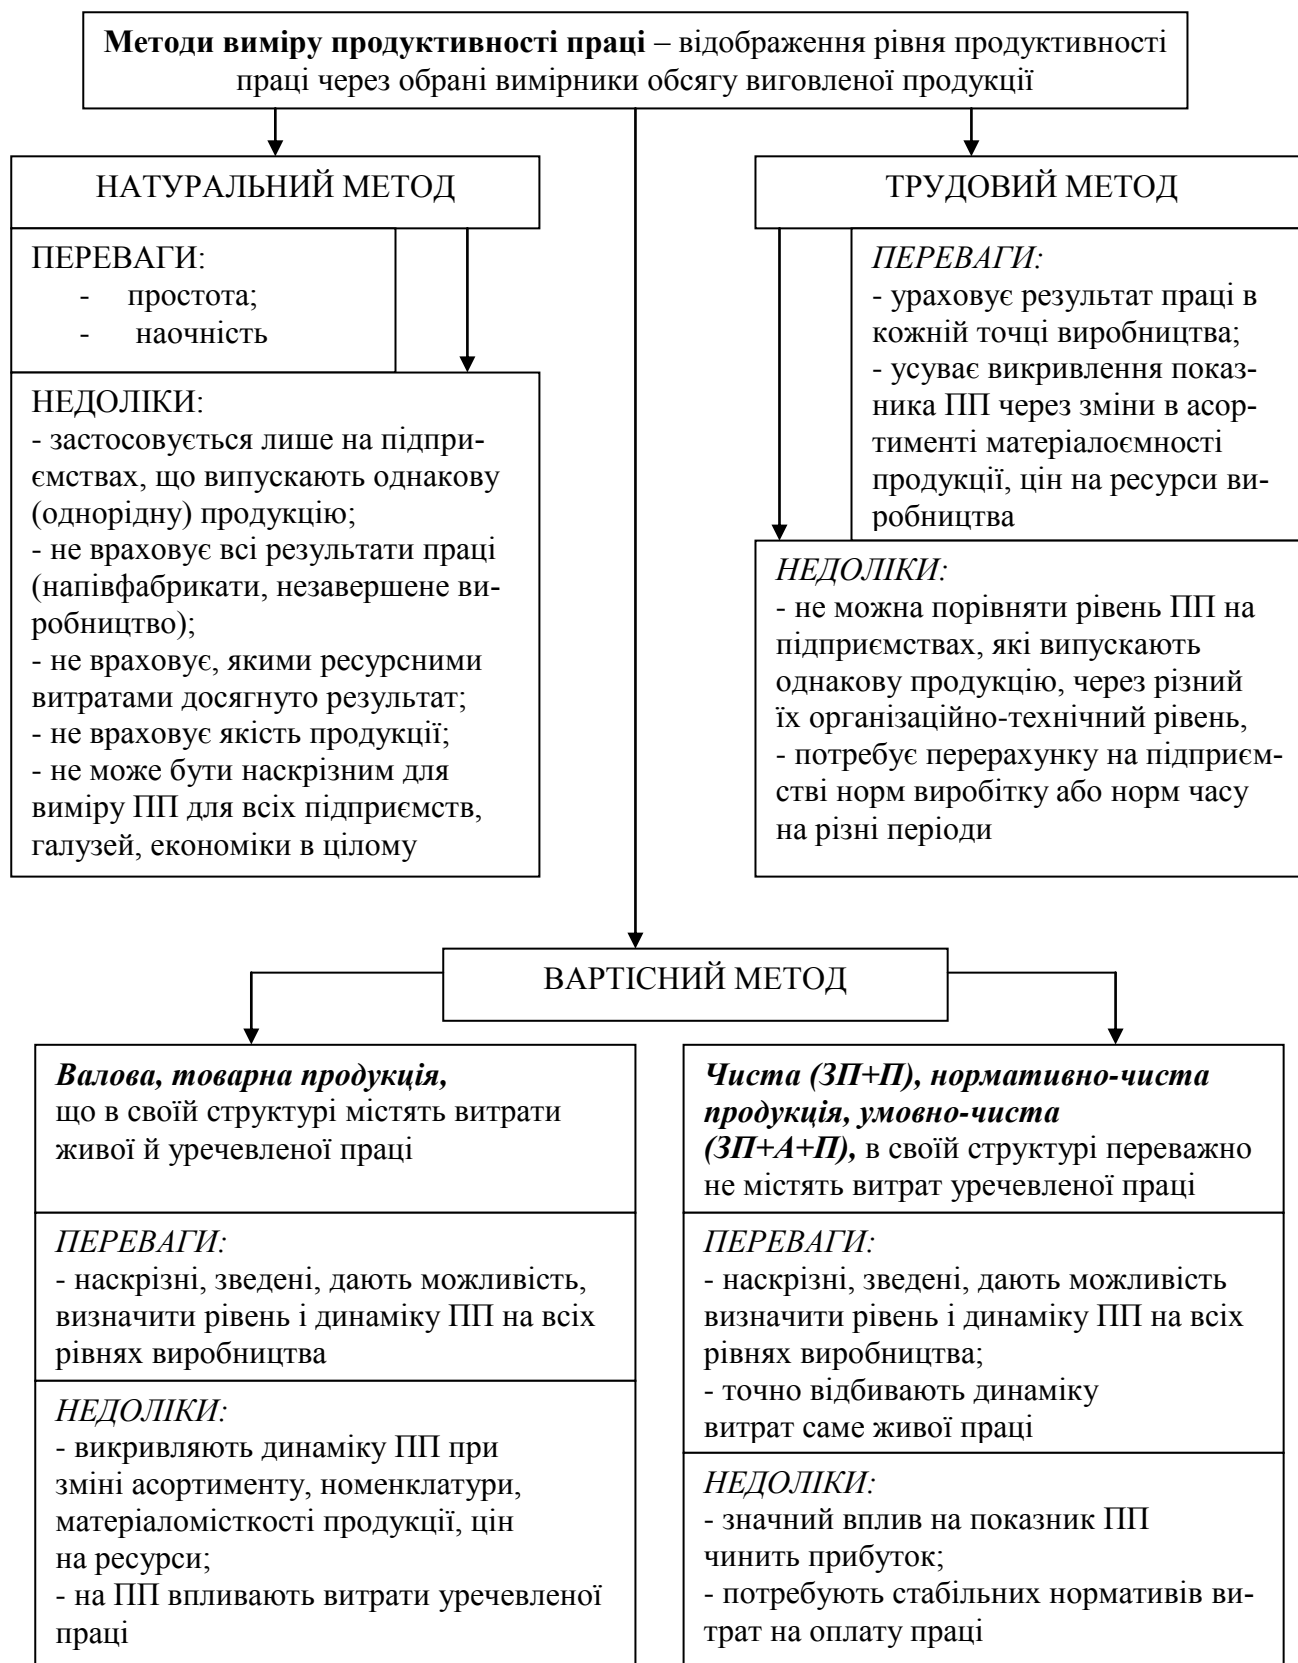 Методи виміру продуктивності праці – відображення рівня продуктивності
праці через обрані вимірники обсягу виговленої продукції
НАТУРАЛЬНИЙ МЕТОД
ПЕРЕВАГИ:
- простота;
- наочність
НЕДОЛІКИ:
- застосовується лише на підпри-
ємствах, що випускають однакову
(однорідну) продукцію;
- не враховує всі результати праці
(напівфабрикати, незавершене ви-
робництво);
- не враховує, якими ресурсними
витратами досягнуто результат;
- не враховує якість продукції;
- не може бути наскрізним для
виміру ПП для всіх підприємств,
галузей, економіки в цілому
ТРУДОВИЙ МЕТОД
ПЕРЕВАГИ:
- ураховує результат праці в
кожній точці виробництва;
- усуває викривлення показ-
ника ПП через зміни в асор-
тименті матеріалоємності
продукції, цін на ресурси ви-
робництва
НЕДОЛІКИ:
- не можна порівняти рівень ПП на
підприємствах, які випускають
однакову продукцію, через різний
їх організаційно-технічний рівень,
- потребує перерахунку на підприєм-
стві норм виробітку або норм часу
на різні періоди
ВАРТІСНИЙ МЕТОД
Валова, товарна продукція,
що в своїй структурі містять витрати
живої й уречевленої праці
ПЕРЕВАГИ:
- наскрізні, зведені, дають можливість,
визначити рівень і динаміку ПП на всіх
рівнях виробництва
НЕДОЛІКИ:
- викривляють динаміку ПП при
зміні асортименту, номенклатури,
матеріаломісткості продукції, цін
на ресурси;
- на ПП впливають витрати уречевленої
праці
Чиста (ЗП+П), нормативно-чиста
продукція, умовно-чиста
(ЗП+А+П), в своїй структурі переважно
не містять витрат уречевленої праці
ПЕРЕВАГИ:
- наскрізні, зведені, дають можливість
визначити рівень і динаміку ПП на всіх
рівнях виробництва;
- точно відбивають динаміку
витрат саме живої праці
НЕДОЛІКИ:
- значний вплив на показник ПП
чинить прибуток;
- потребують стабільних нормативів ви-
трат на оплату праці